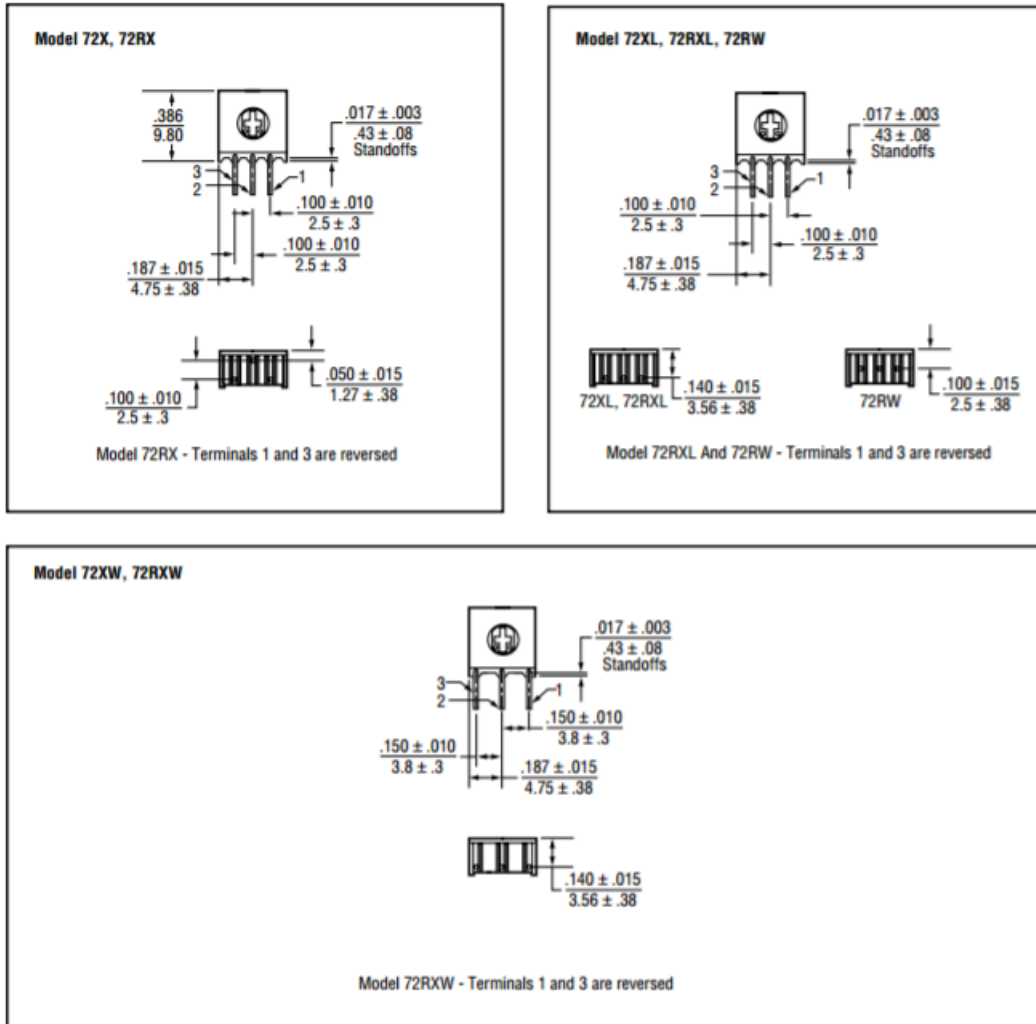 Model 72X, 72RX
.386
9.80
.017 ± .003
.43 ± .08
Standoffs
3
2
1
.100 ± .010
2.5 ± .3
.100 ± .010
2.5 ± .3
.187 ± .015
4.75 ± .38
.100 ± .010
2.5 ± .3
.050 ± .015
1.27 ± .38
Model 72RX - Terminals 1 and 3 are reversed
Model 72XL, 72RXL, 72RW
.017 ± .003
.43 ± .08
Standoffs
3
2
1
.100 ± .010
2.5 ± .3
.100 ± .010
2.5 ± .3
.187 ± .015
4.75 ± .38
72XL, 72RXL
.140 ± .015
3.56 ± .38
72RW
.100 ± .015
2.5 ± .38
Model 72RXL And 72RW - Terminals 1 and 3 are reversed
Model 72XW, 72RXW
.017 ± .003
.43 ± .08
Standoffs
3
2
1
.150 ± .010
3.8 ± .3
.150 ± .010
3.8 ± .3
.187 ± .015
4.75 ± .38
.140 ± .015
3.56 ± .38
Model 72RXW - Terminals 1 and 3 are reversed